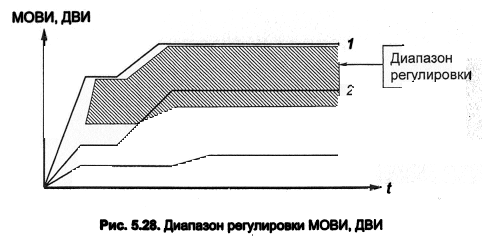 МОВИ, ДВИ
1
Диапазон
регулировки
2
t
Рис. 5.28. Диапазон регулировки МОВИ, ДВИ